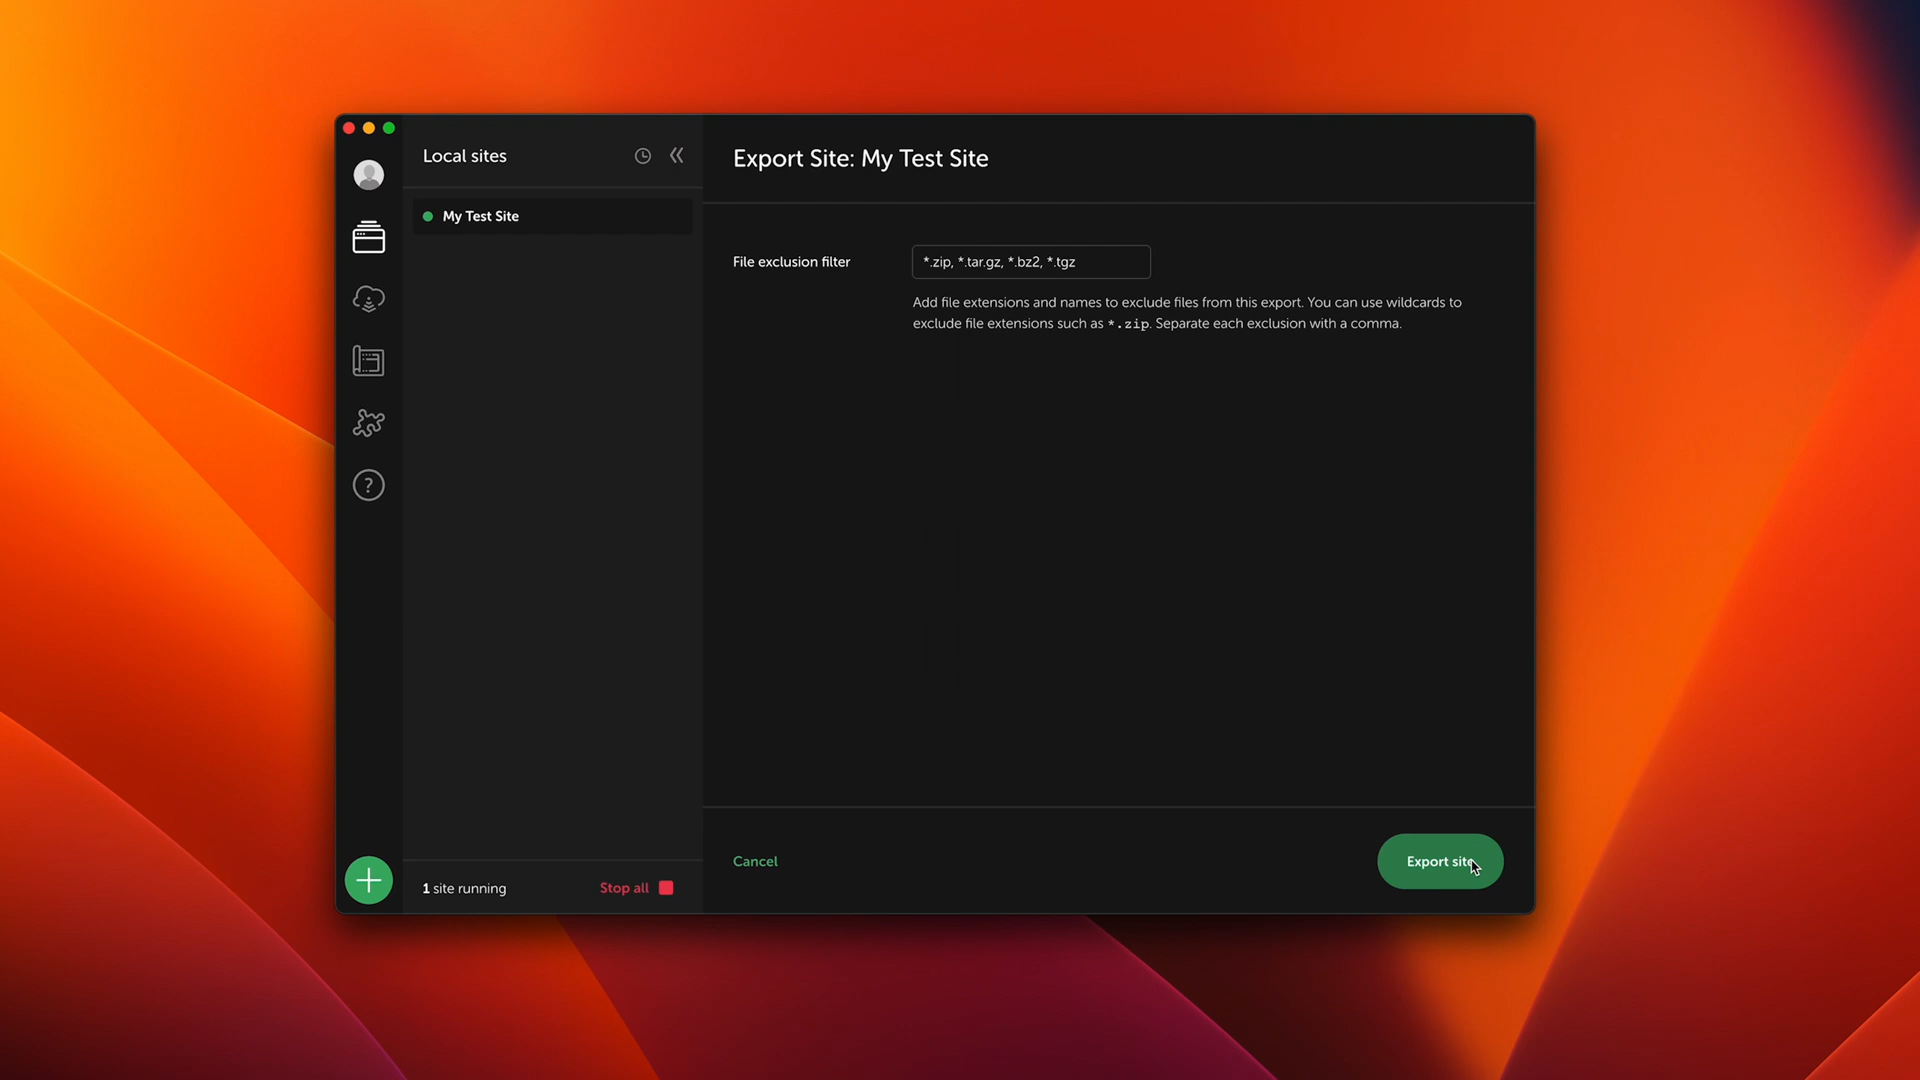 Local sites
My Test Site
1 site running
Stop all
Export Site: My Test Site
File exclusion filter
*.zip, *.tar.gz, *.bz2, *.tgz
Add file extensions and names to exclude files from this export. You can use wildcards to
exclude file extensions such as *.zip. Separate each exclusion with a comma.
Cancel
Export site
?